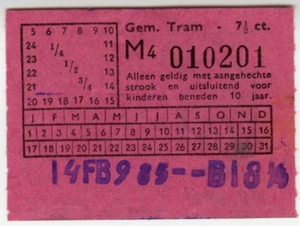 5 6 7 8 9 10
Gem. Tram - 7½ ct.
24 ¼ 11
M4 010201
23 ½ 12
22 13
Alleen geldig met aangehechte
21 ¾ 14
strook en uitsluitend voor
20 19 18 17 16 15
kinderen beneden 10 jaar.
J F M A M J J A S O N D
1 2 3 4 5 6 7 8 9 10 11 12 13 14 15 16
17 18 19 20 21 22 23 24 25 26 27 28 29 30 31
14FB9 85--B18